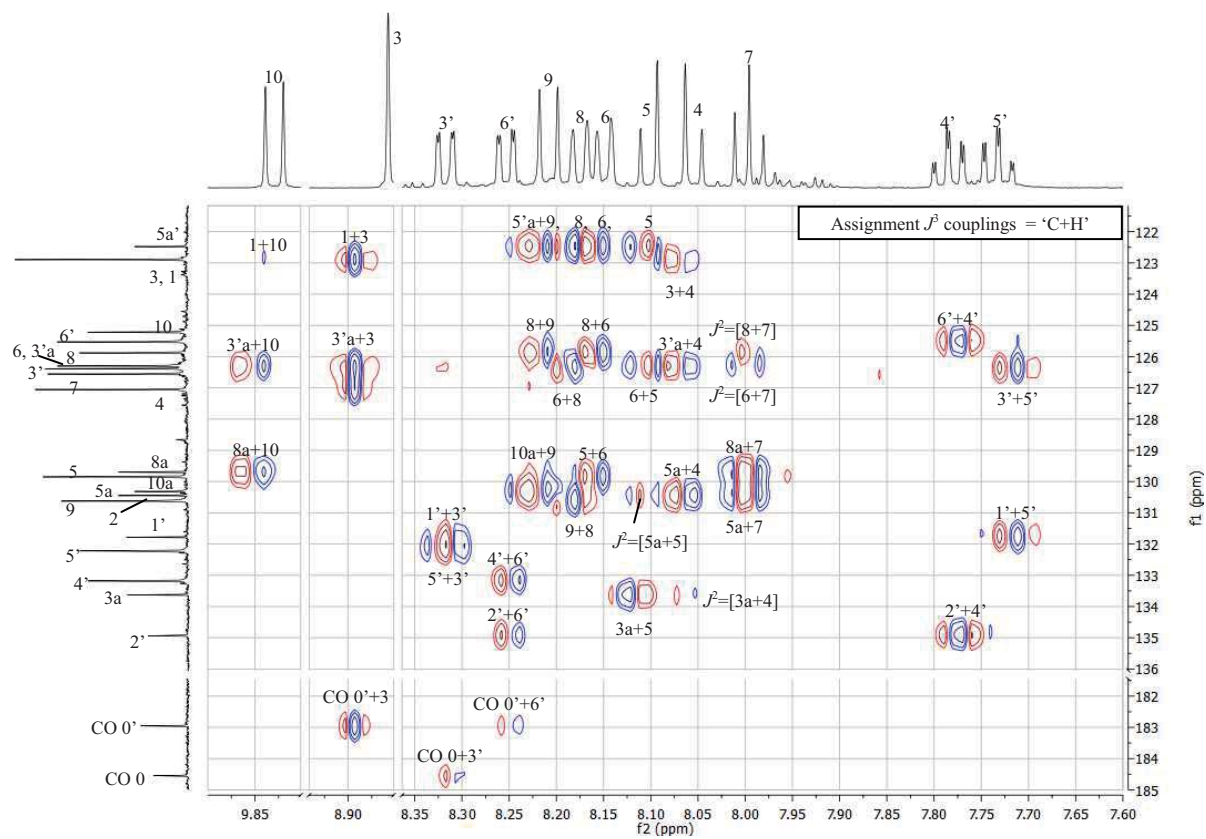 10
3
3'
6'
9
8
6
5
4
7
4'
5'
Assignment J³ couplings = 'C+H'
5a'
3, 1
10
6'
6, 3'a
8
3'
7
4
8a
5
10a
5a
2
9
1'
5'
4'
3a
2'
CO 0'
CO 0
1+10
1+3
5'a+9,
8,
6,
5
3+4
3'a+10
3'a+3
8+9
8+6
J²=[8+7]
3'a+4
6'+4'
6+8
6+5
J²=[6+7]
3'+5'
8a+10
10a+9
5+6
5a+4
8a+7
9+8
J²=[5a+5]
5a+7
1'+3'
1'+5'
5'+3'
4'+6'
3a+5
J²=[3a+4]
2'+6'
2'+4'
CO 0'+3
CO 0'+6'
CO 0+3'
122
123
124
125
126
127
128
129
130
131
132
133
134
135
136
182
183
184
185
f1 (ppm)
9.85
8.90
8.35
8.30
8.25
8.20
8.15
8.10
8.05
8.00
7.95
7.90
7.85
7.80
7.75
7.70
7.65
7.60
f2 (ppm)